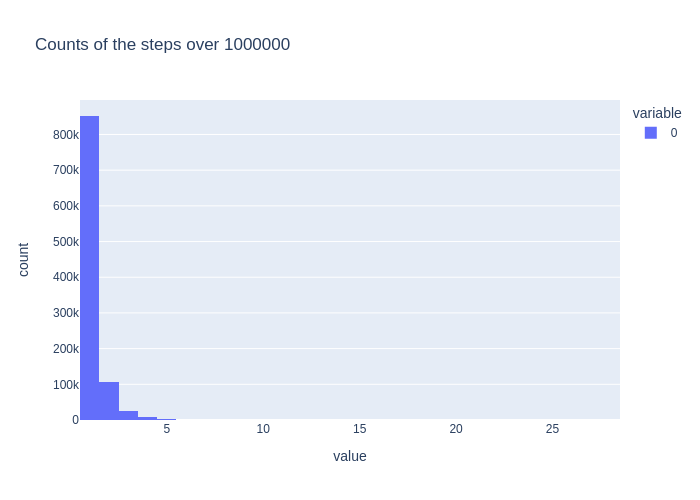 Counts of the steps over 1000000
variable
0
800k
700k
600k
500k
400k
300k
200k
100k
0
count
5
10
15
20
25
value